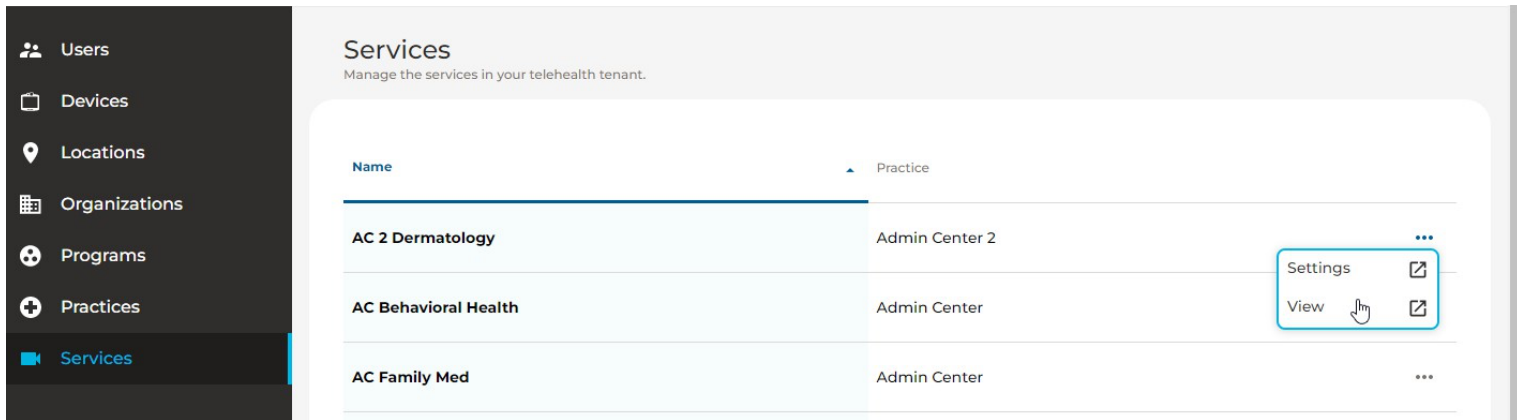 Users
Devices
Locations
Organizations
Programs
Practices
Services
Services
Manage the services in your telehealth tenant.
Name Practice
AC 2 Dermatology Admin Center 2
Settings
View
AC Behavioral Health Admin Center
AC Family Med Admin Center